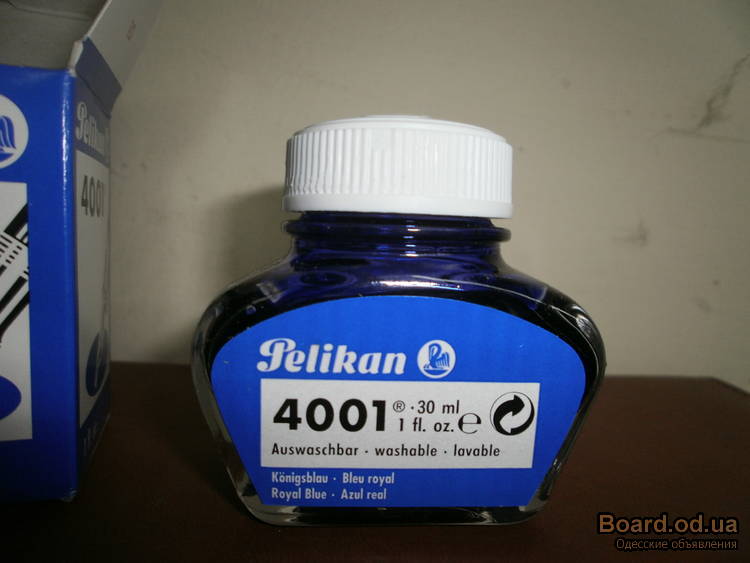 Pelikan
4001
Pelikan
4001® · 30 ml
1 fl. oz. ℮
Auswaschbar · washable · lavable
Königsblau · Bleu royal
Royal Blue · Azul real
Board.od.ua
Одесские объявления